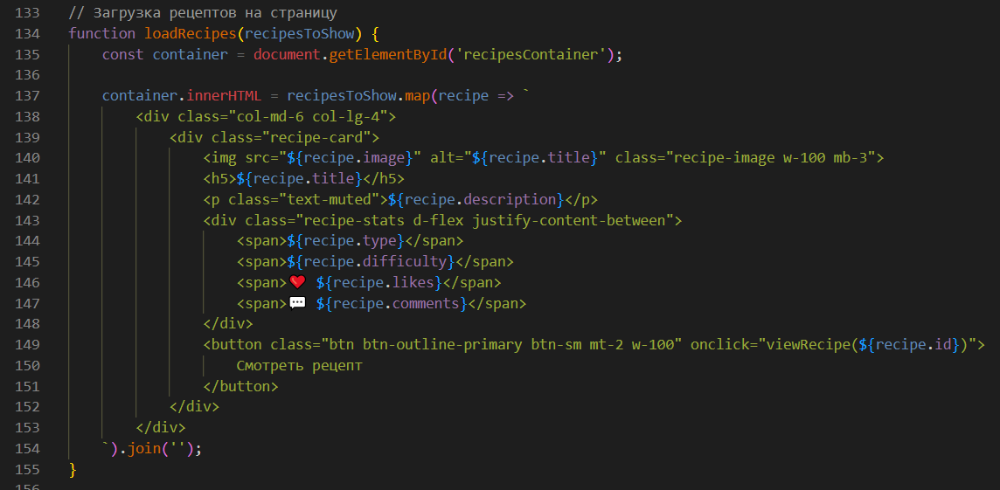 133 // Загрузка рецептов на страницу
134 function loadRecipes(recipesToShow) {
135     const container = document.getElementById('recipesContainer');
136
137     container.innerHTML = recipesToShow.map(recipe => `
138         <div class="col-md-6 col-lg-4">
139             <div class="recipe-card">
140                 <img src="${recipe.image}" alt="${recipe.title}" class="recipe-image w-100 mb-3">
141                 <h5>${recipe.title}</h5>
142                 <p class="text-muted">${recipe.description}</p>
143                 <div class="recipe-stats d-flex justify-content-between">
144                     <span>${recipe.type}</span>
145                     <span>${recipe.difficulty}</span>
146                     <span>❤️ ${recipe.likes}</span>
147                     <span>💬 ${recipe.comments}</span>
148                 </div>
149                 <button class="btn btn-outline-primary btn-sm mt-2 w-100" onclick="viewRecipe(${recipe.id})">
150                     Смотреть рецепт
151                 </button>
152             </div>
153         </div>
154     `).join('');
155 }
156